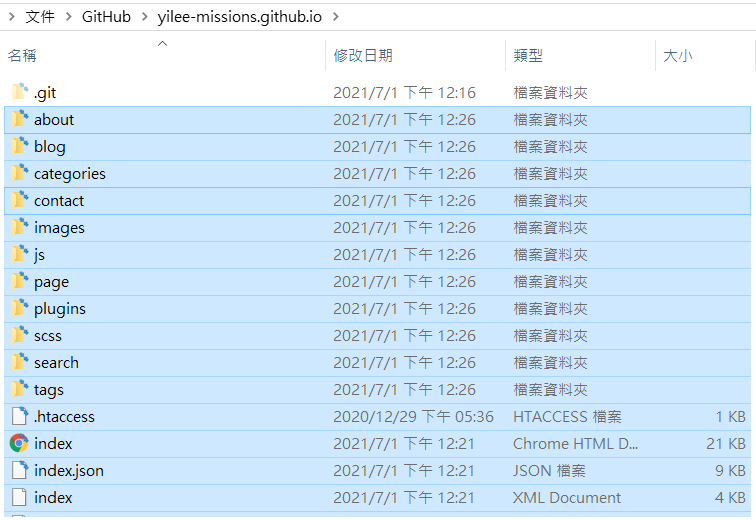 文件 GitHub yilee-missions.github.io
名稱 修改日期 類型 大小
.git 2021/7/1 下午 12:16 檔案資料夾
about 2021/7/1 下午 12:26 檔案資料夾
blog 2021/7/1 下午 12:26 檔案資料夾
categories 2021/7/1 下午 12:26 檔案資料夾
contact 2021/7/1 下午 12:26 檔案資料夾
images 2021/7/1 下午 12:26 檔案資料夾
js 2021/7/1 下午 12:26 檔案資料夾
page 2021/7/1 下午 12:26 檔案資料夾
plugins 2021/7/1 下午 12:26 檔案資料夾
scss 2021/7/1 下午 12:26 檔案資料夾
search 2021/7/1 下午 12:26 檔案資料夾
tags 2021/7/1 下午 12:26 檔案資料夾
.htaccess 2020/12/29 下午 05:36 HTACCESS 檔案 1 KB
index 2021/7/1 下午 12:21 Chrome HTML D... 21 KB
index.json 2021/7/1 下午 12:21 JSON 檔案 9 KB
index 2021/7/1 下午 12:21 XML Document 4 KB